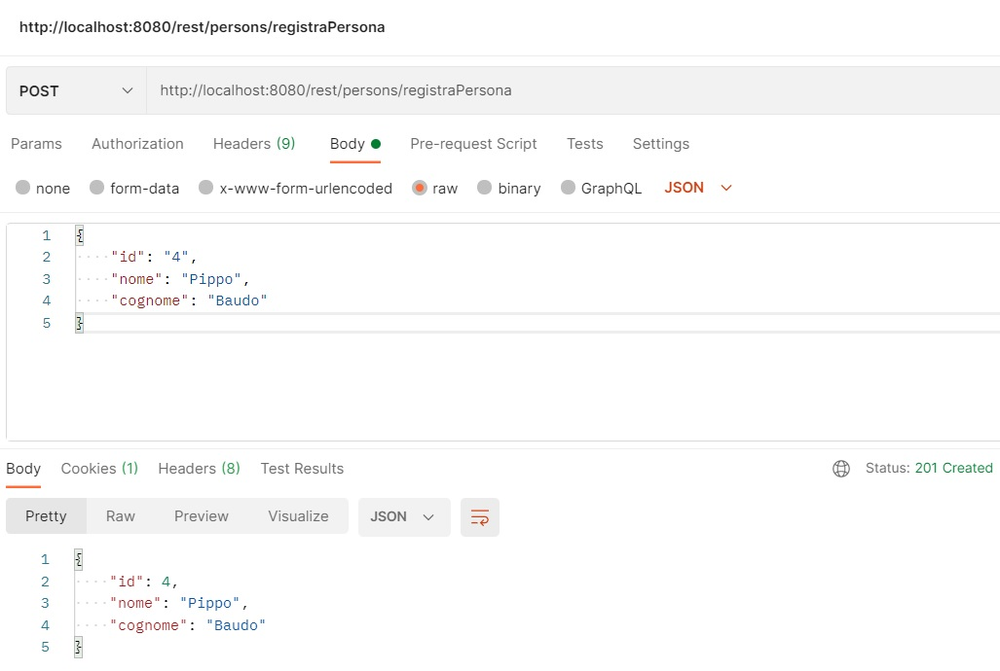 http://localhost:8080/rest/persons/registraPersona
POST http://localhost:8080/rest/persons/registraPersona
Params Authorization Headers (9) Body Pre-request Script Tests Settings
none form-data x-www-form-urlencoded raw binary GraphQL JSON
1 {
2 ····"id": "4",
3 ····"nome": "Pippo",
4 ····"cognome": "Baudo"
5 }
Body Cookies (1) Headers (8) Test Results Status: 201 Created
Pretty Raw Preview Visualize JSON
1 {
2 ····"id": 4,
3 ····"nome": "Pippo",
4 ····"cognome": "Baudo"
5 }